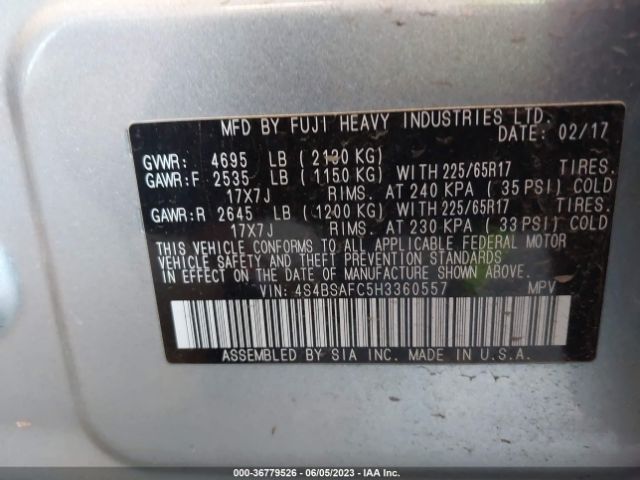 MFD BY FUJI HEAVY INDUSTRIES LTD.
DATE: 02/17
GVWR: 4695 LB (2130 KG)
GAWR:F 2535 LB (1150 KG) WITH 225/65R17 TIRES.
17X7J RIMS. AT 240 KPA (35 PSI) COLD
GAWR:R 2645 LB (1200 KG) WITH 225/65R17 TIRES.
17X7J RIMS. AT 230 KPA (33 PSI) COLD
THIS VEHICLE CONFORMS TO ALL APPLICABLE FEDERAL MOTOR
VEHICLE SAFETY AND THEFT PREVENTION STANDARDS
IN EFFECT ON THE DATE OF MANUFACTURE SHOWN ABOVE.
VIN: 4S4BSAFC5H3360557 MPV
ASSEMBLED BY SIA INC. MADE IN U.S.A.
000-36779526 - 06/05/2023 - IAA Inc.